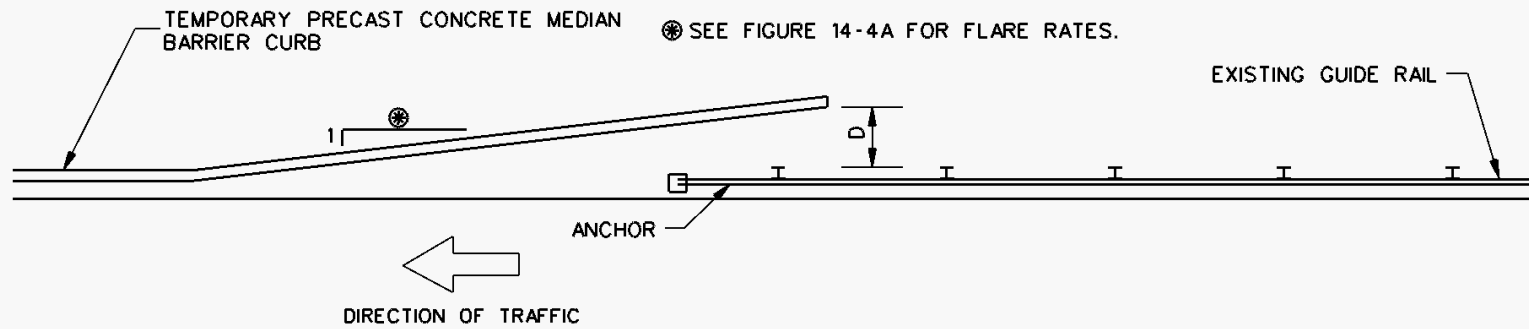 TEMPORARY PRECAST CONCRETE MEDIAN
BARRIER CURB
⊛ SEE FIGURE 14-4A FOR FLARE RATES.
EXISTING GUIDE RAIL
1
⊛
D
ANCHOR
DIRECTION OF TRAFFIC